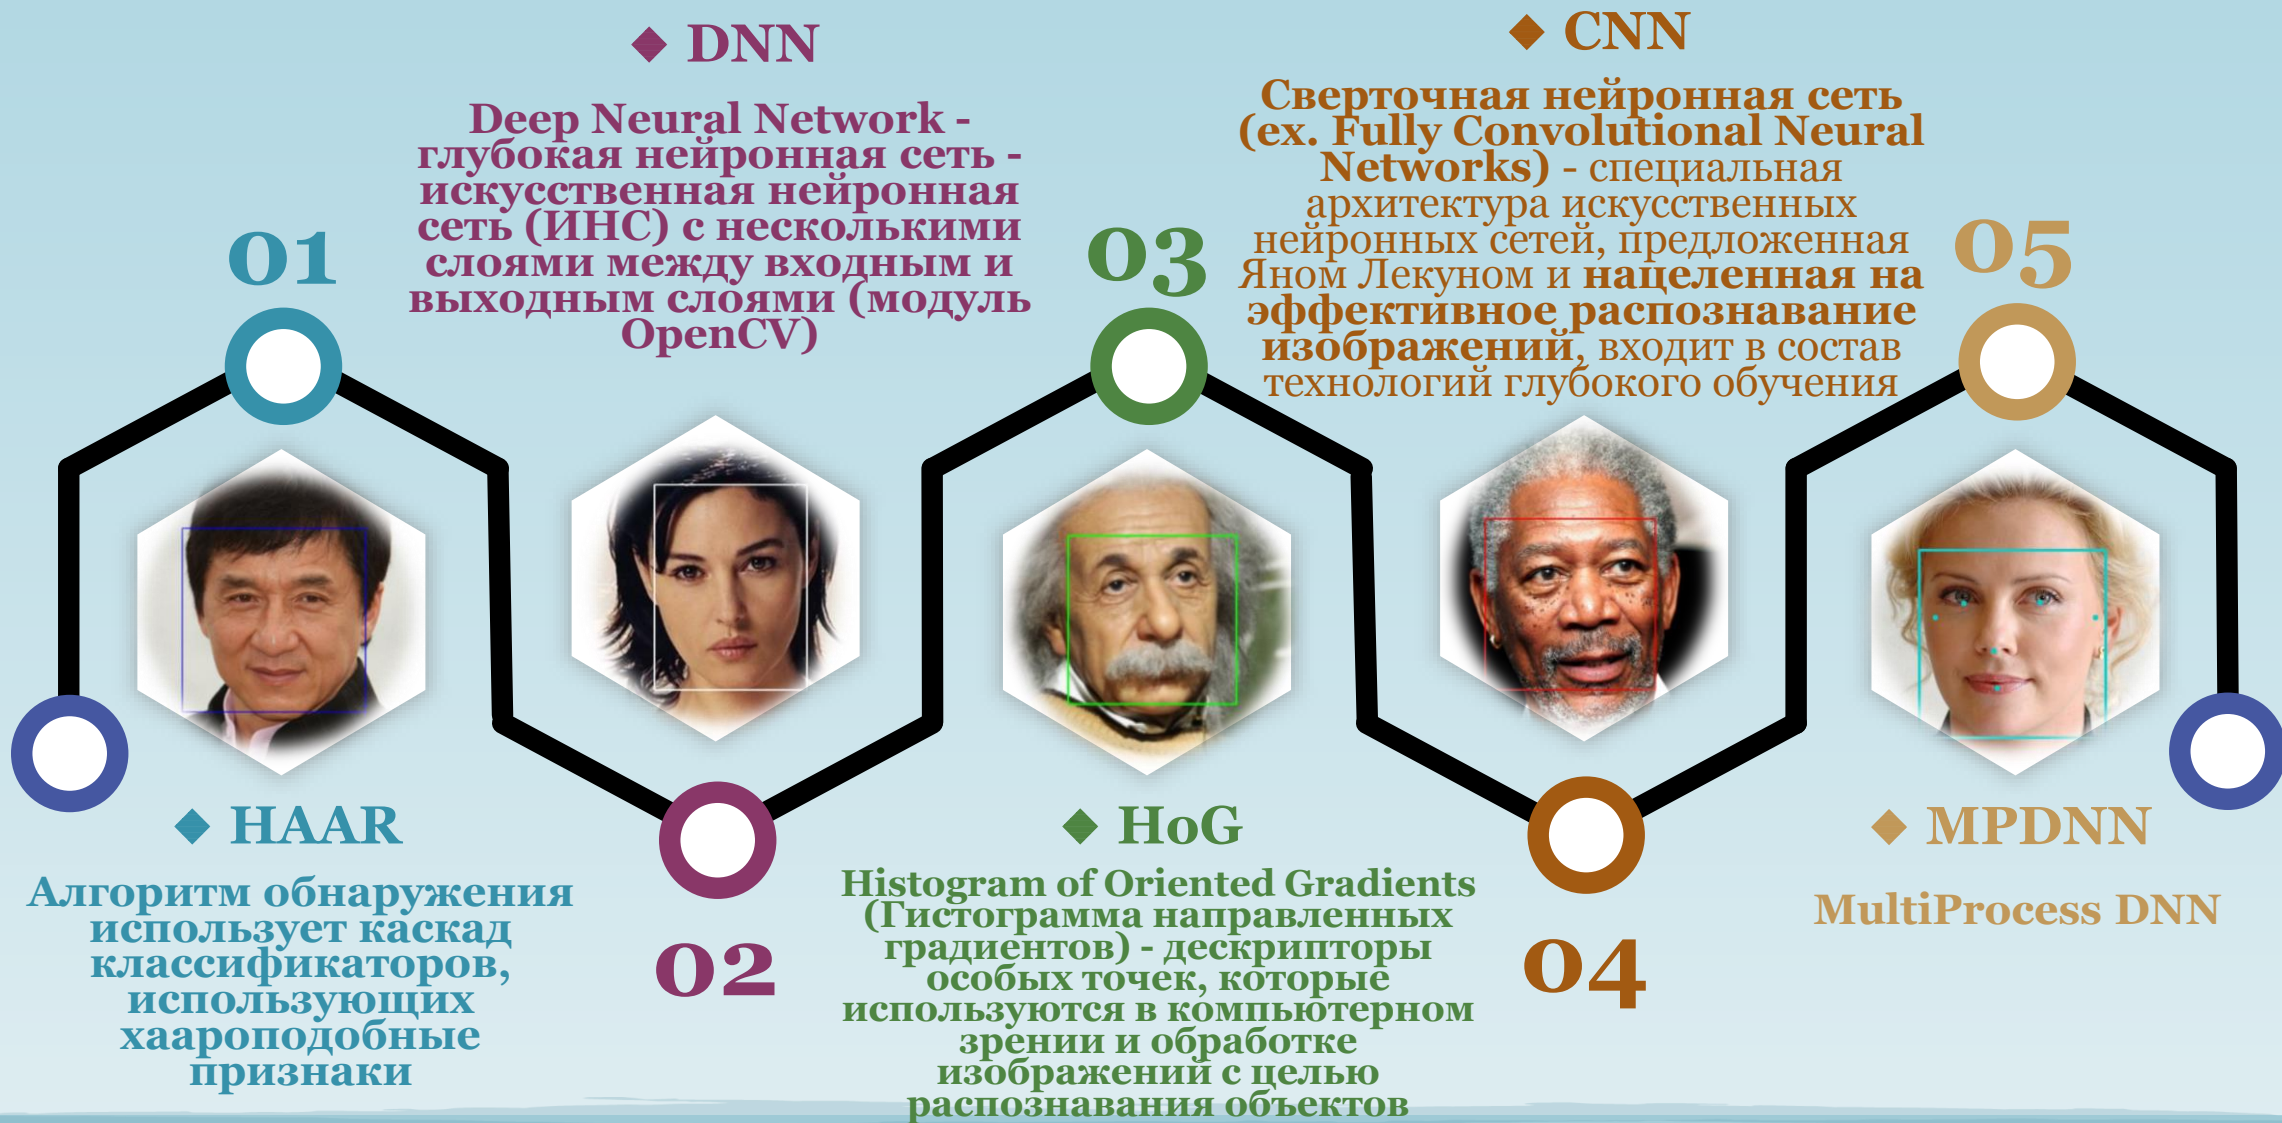 01
◆ HAAR
Алгоритм обнаружения
использует каскад
классификаторов,
использующих
хаароподобные
признаки
◆ DNN
Deep Neural Network -
глубокая нейронная сеть -
искусственная нейронная
сеть (ИНС) с несколькими
слоями между входным и
выходным слоями (модуль
OpenCV)
02
03
◆ HoG
Histogram of Oriented Gradients
(Гистограмма направленных
градиентов) - дескрипторы
особых точек, которые
используются в компьютерном
зрении и обработке
изображений с целью
распознавания объектов
◆ CNN
Сверточная нейронная сеть
(ex. Fully Convolutional Neural
Networks) - специальная
архитектура искусственных
нейронных сетей, предложенная
Яном Лекуном и нацеленная на
эффективное распознавание
изображений, входит в состав
технологий глубокого обучения
04
05
◆ MPDNN
MultiProcess DNN